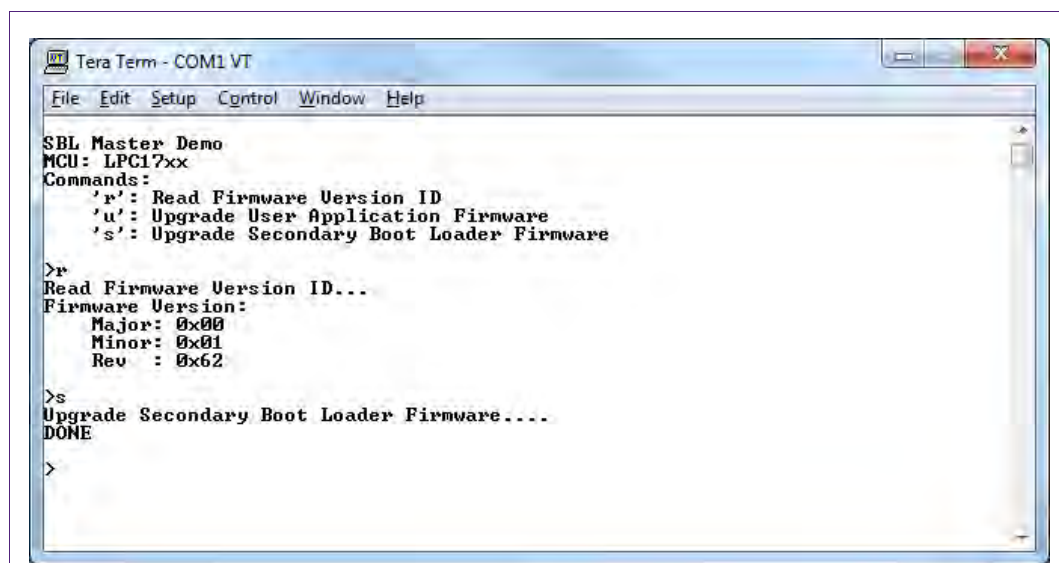 Tera Term - COM1 VT
File Edit Setup Control Window Help
SBL Master Demo
MCU: LPC17xx
Commands:
'r': Read Firmware Version ID
'u': Upgrade User Application Firmware
's': Upgrade Secondary Boot Loader Firmware
>r
Read Firmware Version ID...
Firmware Version:
Major: 0x00
Minor: 0x01
Rev : 0x62
>s
Upgrade Secondary Boot Loader Firmware....
DONE
>